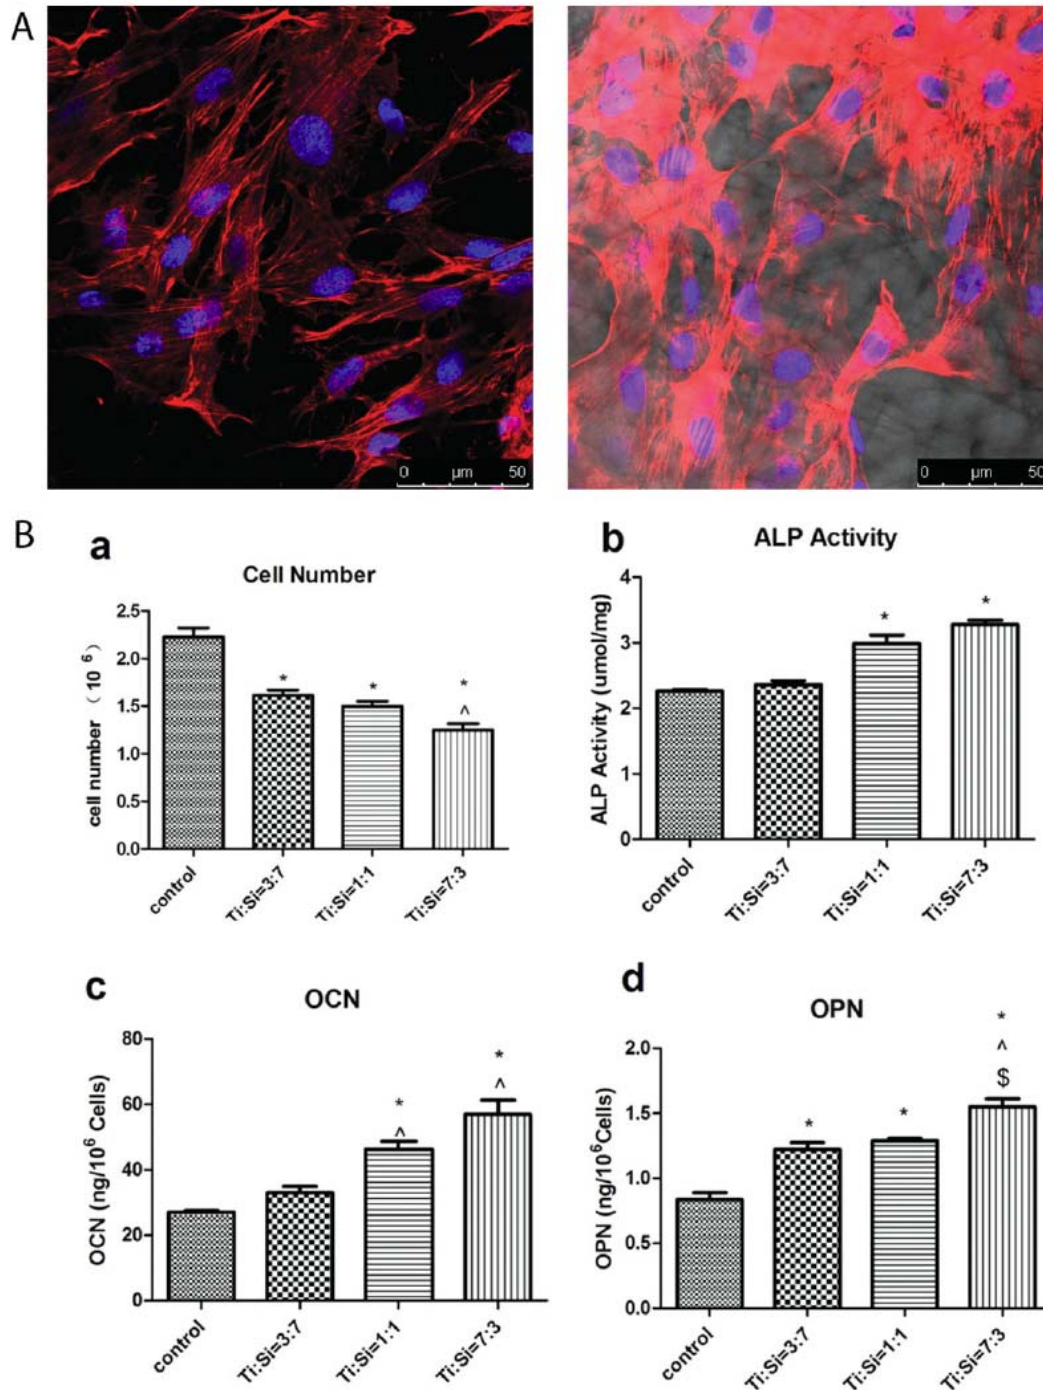 A
0 µm 50
0 µm 50
B
a
Cell Number
cell number （10 6）
2.5
2.0
1.5
1.0
0.5
0.0
*
*
*
^
control
Ti:Si=3:7
Ti:Si=1:1
Ti:Si=7:3
b
ALP Activity
ALP Activity (umol/mg)
4
3
2
1
0
*
*
control
Ti:Si=3:7
Ti:Si=1:1
Ti:Si=7:3
c
OCN
OCN (ng/10⁶ Cells)
80
60
40
20
0
*
^
*
^
control
Ti:Si=3:7
Ti:Si=1:1
Ti:Si=7:3
d
OPN
OPN (ng/10⁶Cells)
2.0
1.5
1.0
0.5
0.0
*
*
*
^
$
control
Ti:Si=3:7
Ti:Si=1:1
Ti:Si=7:3